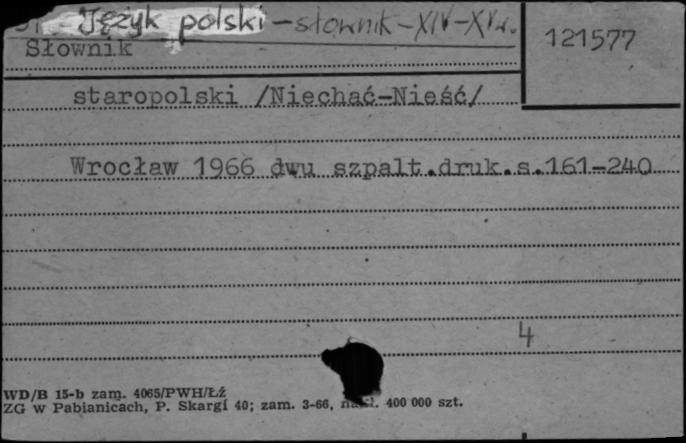 Język polski - słownik - XIV-XV w.
Słownik
121577
staropolski /Niechać-Nieść/
Wrocław 1966 dwu szpalt.druk.s.161-240
4
WD/B 15-b zam. 4065/PWH/Łź
ZG w Pabianicach, P. Skargi 40; zam. 3-66, nakł. 400 000 szt.